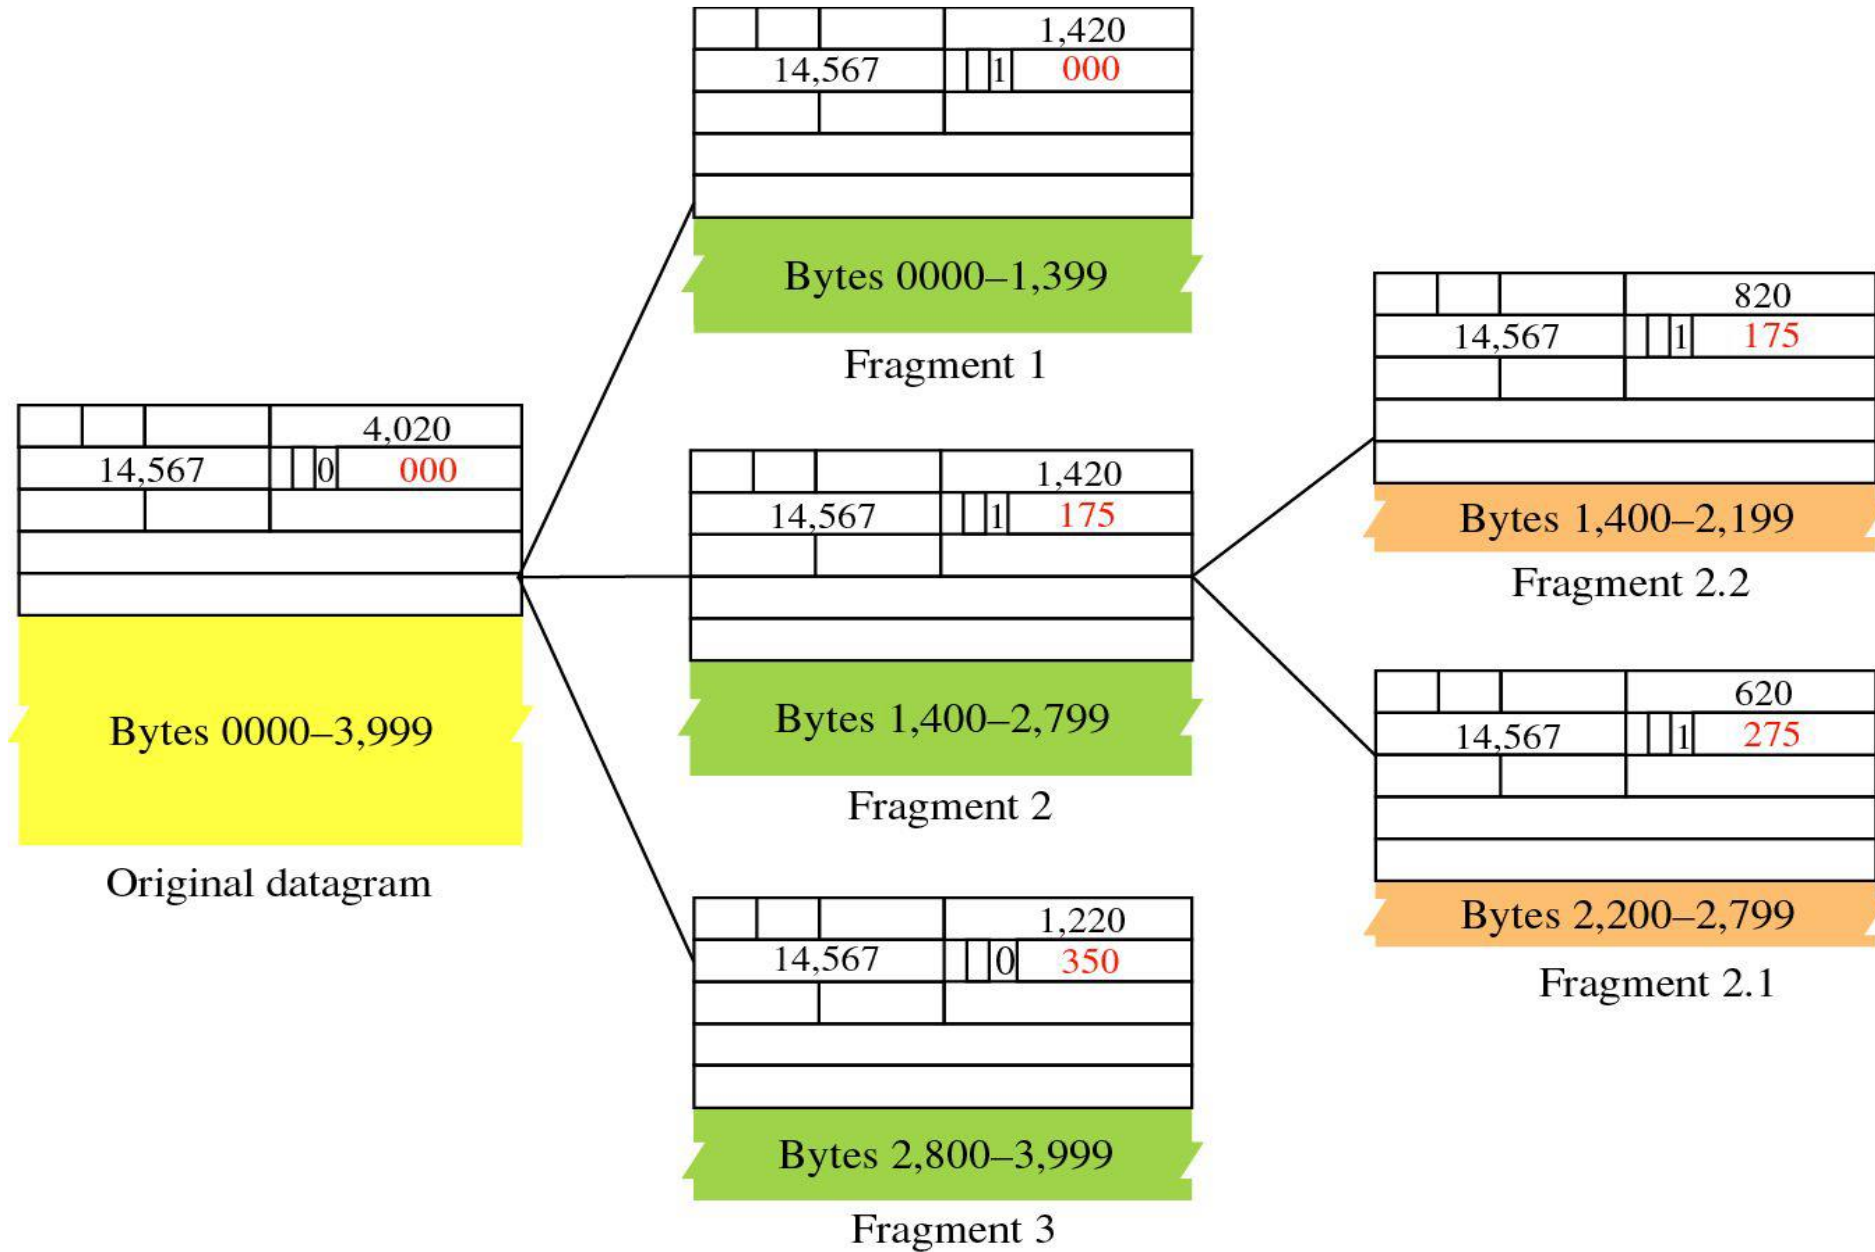 4,020
14,567 0 000
Bytes 0000–3,999
Original datagram
1,420
14,567 1 000
Bytes 0000–1,399
Fragment 1
1,420
14,567 1 175
Bytes 1,400–2,799
Fragment 2
1,220
14,567 0 350
Bytes 2,800–3,999
Fragment 3
820
14,567 1 175
Bytes 1,400–2,199
Fragment 2.2
620
14,567 1 275
Bytes 2,200–2,799
Fragment 2.1